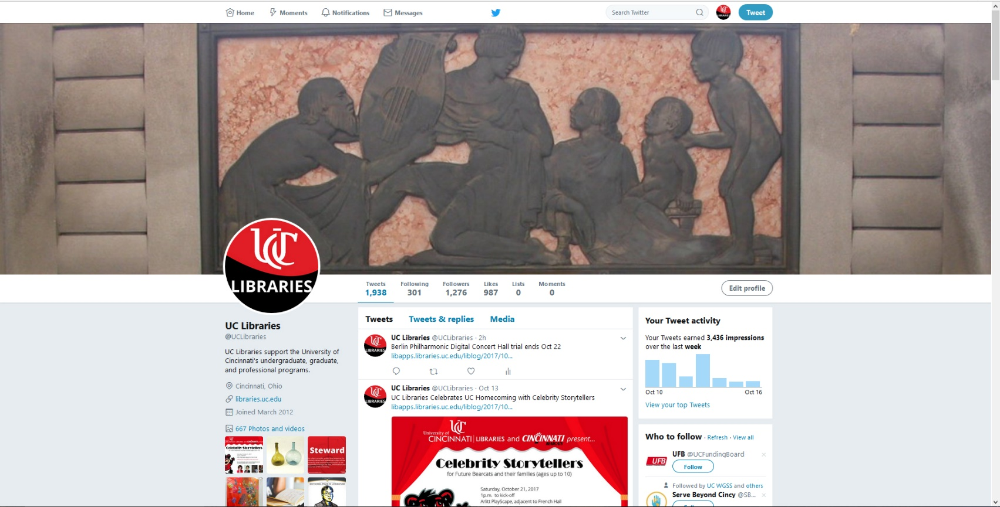 Home Moments Notifications Messages Search Twitter Tweet
UC
LIBRARIES
Tweets Following Followers Likes Lists Moments
1,938 301 1,276 987 0 0
Edit profile
UC Libraries
@UCLibraries
UC Libraries support the University of
Cincinnati's undergraduate, graduate,
and professional programs.
Cincinnati, Ohio
libraries.uc.edu
Joined March 2012
667 Photos and videos
Celebrity Storytellers
Steward
Tweets Tweets & replies Media
UC Libraries @UCLibraries · 2h
Berlin Philharmonic Digital Concert Hall trial ends Oct 22
libapps.libraries.uc.edu/liblog/2017/10...
UC Libraries @UCLibraries · Oct 13
UC Libraries Celebrates UC Homecoming with Celebrity Storytellers
libapps.libraries.uc.edu/liblog/2017/10...
UC
University of
CINCINNATI | LIBRARIES and CINCINNATI present...
BEARCATS
Celebrity Storytellers
for Future Bearcats and their families (ages up to 10)
Saturday, October 21, 2017
1p.m. to kick-off
Arlitt PlayScape, adjacent to French Hall
Your Tweet activity
Your Tweets earned 3,436 impressions
over the last week
Oct 10 Oct 16
View your top Tweets
Who to follow · Refresh · View all
UFB
UFB @UCFundingBoard
Follow
Followed by UC WGSS and others
Serve Beyond Cincy @SB...